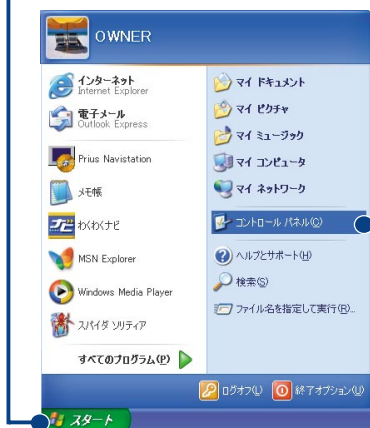 OWNER
インターネット
Internet Explorer
電子メール
Outlook Express
Prius Navistation
メモ帳
わくわくナビ
MSN Explorer
Windows Media Player
スパイダ ソリティア
すべてのプログラム(P)
マイ ドキュメント
マイ ピクチャ
マイ ミュージック
マイ コンピュータ
マイ ネットワーク
コントロール パネル(C)
ヘルプとサポート(H)
検索(S)
ファイル名を指定して実行(R)...
ログオフ(L)
終了オプション(U)
スタート